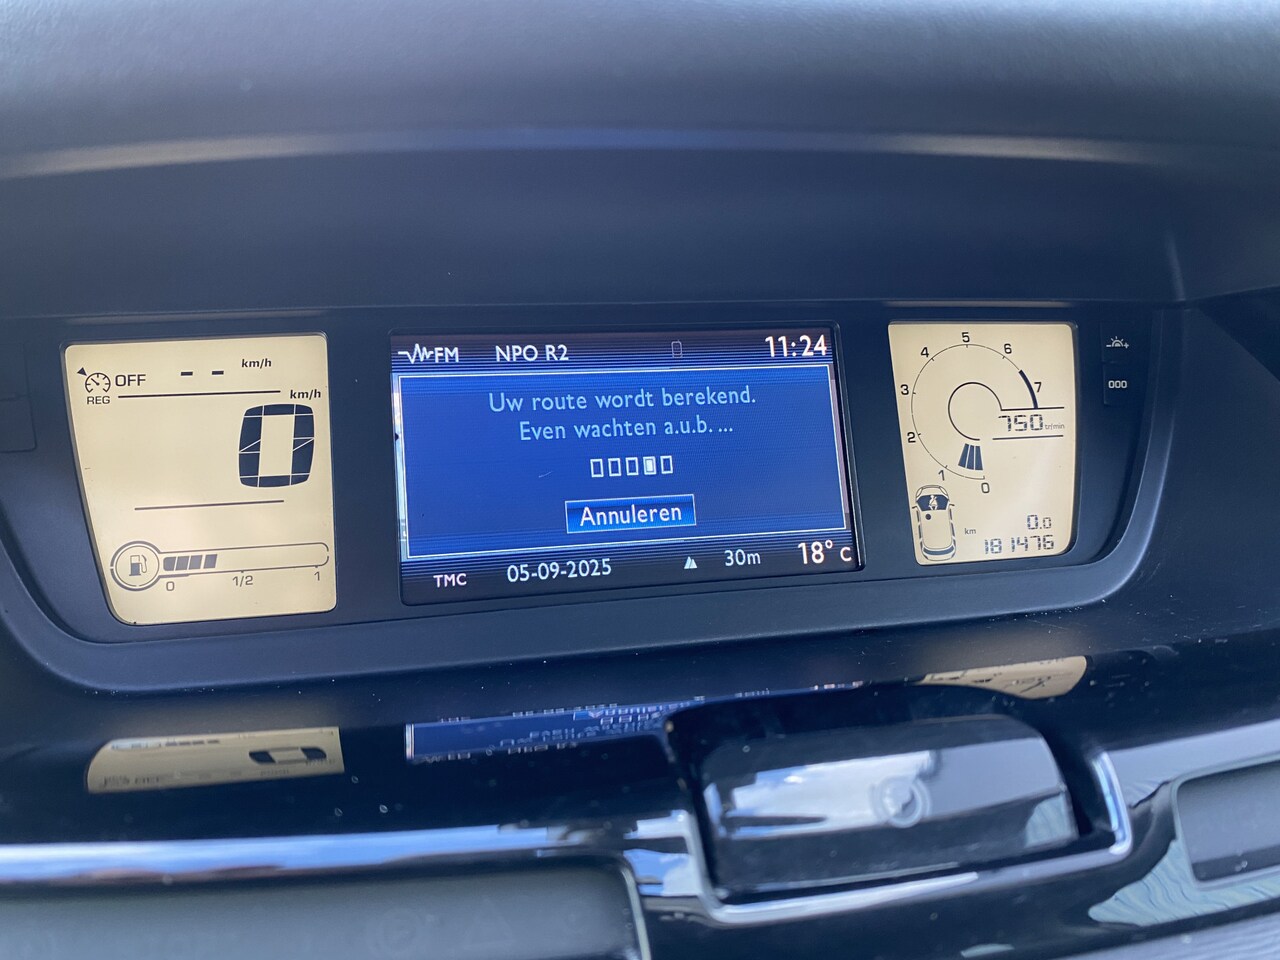 OFF
REG
-- km/h
km/h
0
0 1/2 1
FM NPO R2 11:24
Uw route wordt berekend.
Even wachten a.u.b. ...
Annuleren
TMC 05-09-2025 30m 18° C
5
4 6
3 7
750 tr/min
2
1 0
km 0.0
181476
000